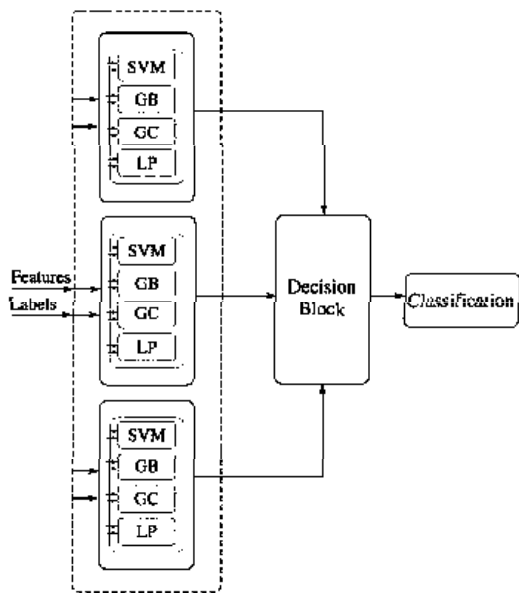 SVM
GB
GC
LP
Features
Labels
SVM
GB
GC
LP
Decision
Block
Classification
SVM
GB
GC
LP